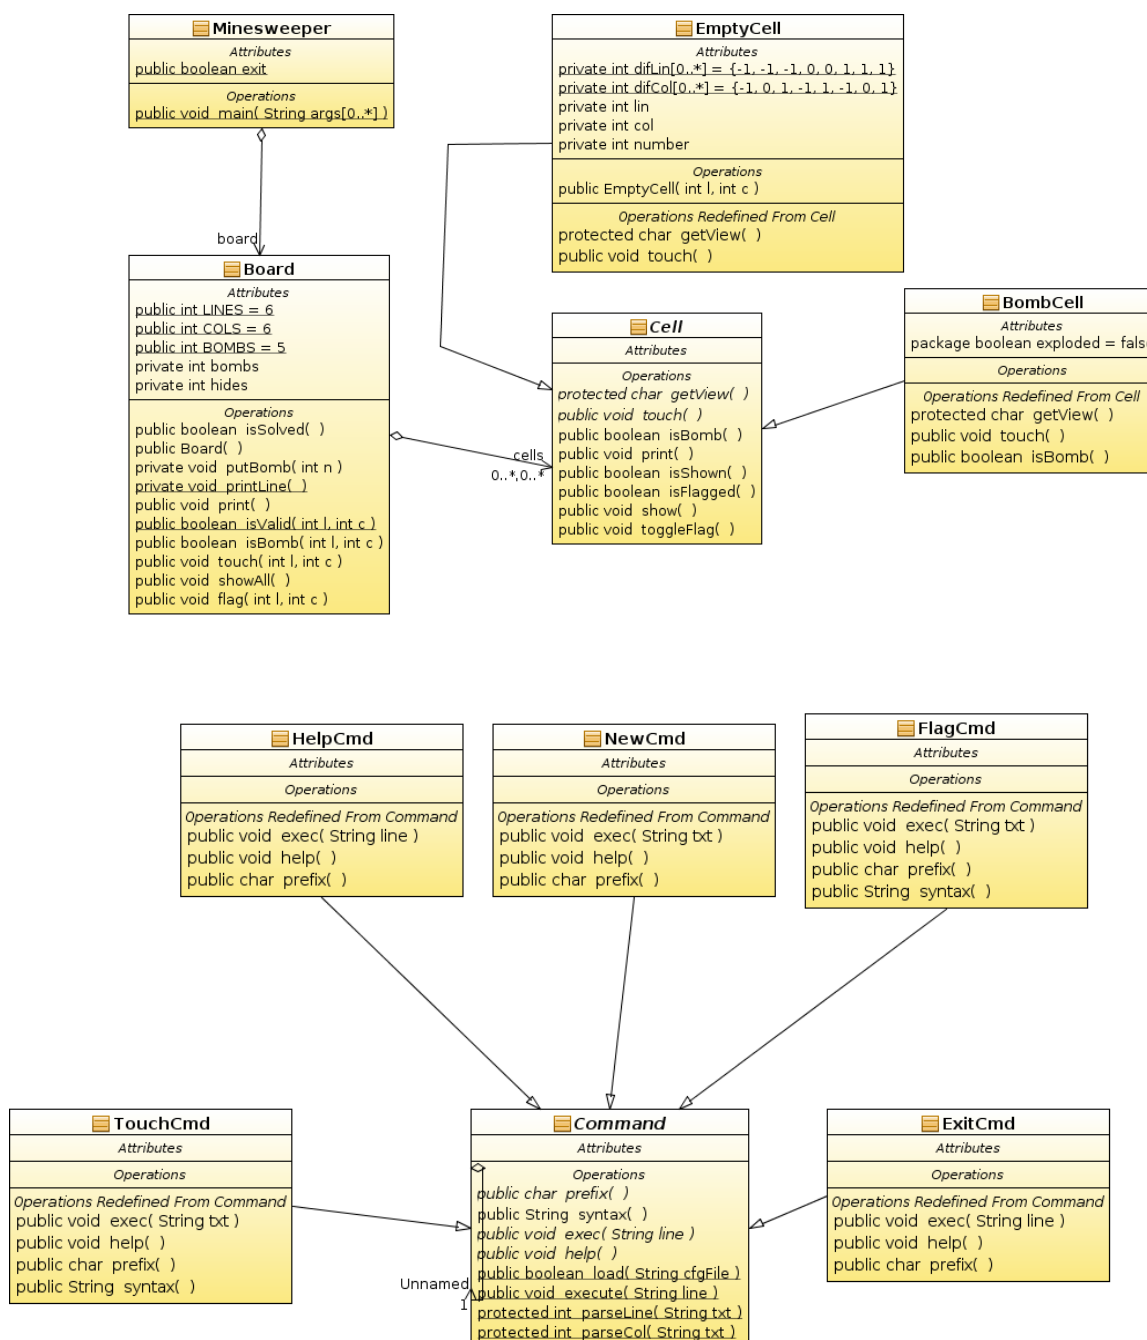 Minesweeper
Attributes
public boolean exit
Operations
public void main( String args[0..*] )
board
EmptyCell
Attributes
private int difLin[0..*] = {-1, -1, -1, 0, 0, 1, 1, 1}
private int difCol[0..*] = {-1, 0, 1, -1, 1, -1, 0, 1}
private int lin
private int col
private int number
Operations
public EmptyCell( int l, int c )
Operations Redefined From Cell
protected char getView( )
public void touch( )
Board
Attributes
public int LINES = 6
public int COLS = 6
public int BOMBS = 5
private int bombs
private int hides
Operations
public boolean isSolved( )
public Board( )
private void putBomb( int n )
private void printLine( )
public void print( )
public boolean isValid( int l, int c )
public boolean isBomb( int l, int c )
public void touch( int l, int c )
public void showAll( )
public void flag( int l, int c )
cells
0..*,0..*
Cell
Attributes
Operations
protected char getView( )
public void touch( )
public boolean isBomb( )
public void print( )
public boolean isShown( )
public boolean isFlagged( )
public void show( )
public void toggleFlag( )
BombCell
Attributes
package boolean exploded = fals
Operations
Operations Redefined From Cell
protected char getView( )
public void touch( )
public boolean isBomb( )
HelpCmd
Attributes
Operations
Operations Redefined From Command
public void exec( String line )
public void help( )
public char prefix( )
NewCmd
Attributes
Operations
Operations Redefined From Command
public void exec( String txt )
public void help( )
public char prefix( )
FlagCmd
Attributes
Operations
Operations Redefined From Command
public void exec( String txt )
public void help( )
public char prefix( )
public String syntax( )
TouchCmd
Attributes
Operations
Operations Redefined From Command
public void exec( String txt )
public void help( )
public char prefix( )
public String syntax( )
Command
Attributes
Operations
public char prefix( )
public String syntax( )
public void exec( String line )
public void help( )
public boolean load( String cfgFile )
public void execute( String line )
protected int parseLine( String txt )
protected int parseCol( String txt )
Unnamed
1
ExitCmd
Attributes
Operations
Operations Redefined From Command
public void exec( String line )
public void help( )
public char prefix( )